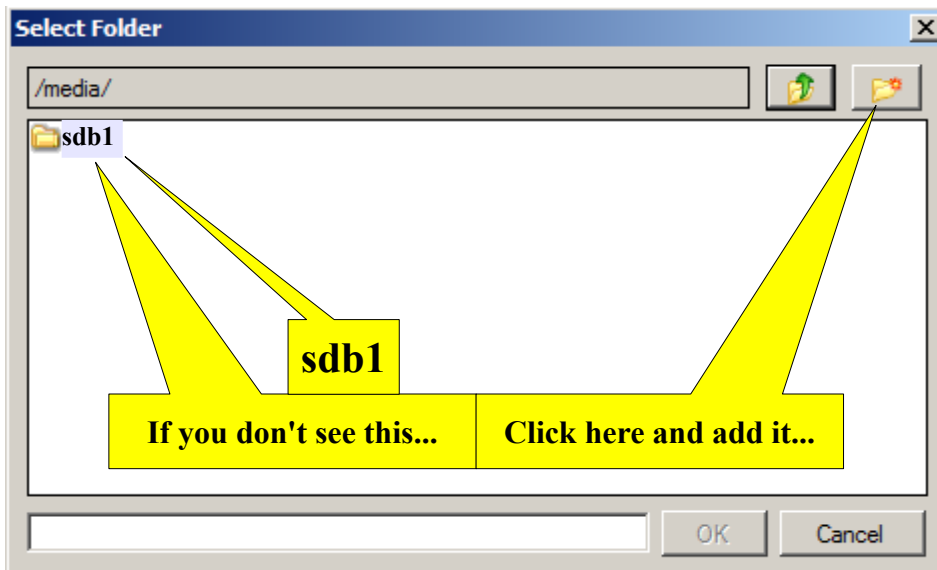 Select Folder
/media/
sdb1
sdb1
If you don't see this...
Click here and add it...
OK
Cancel